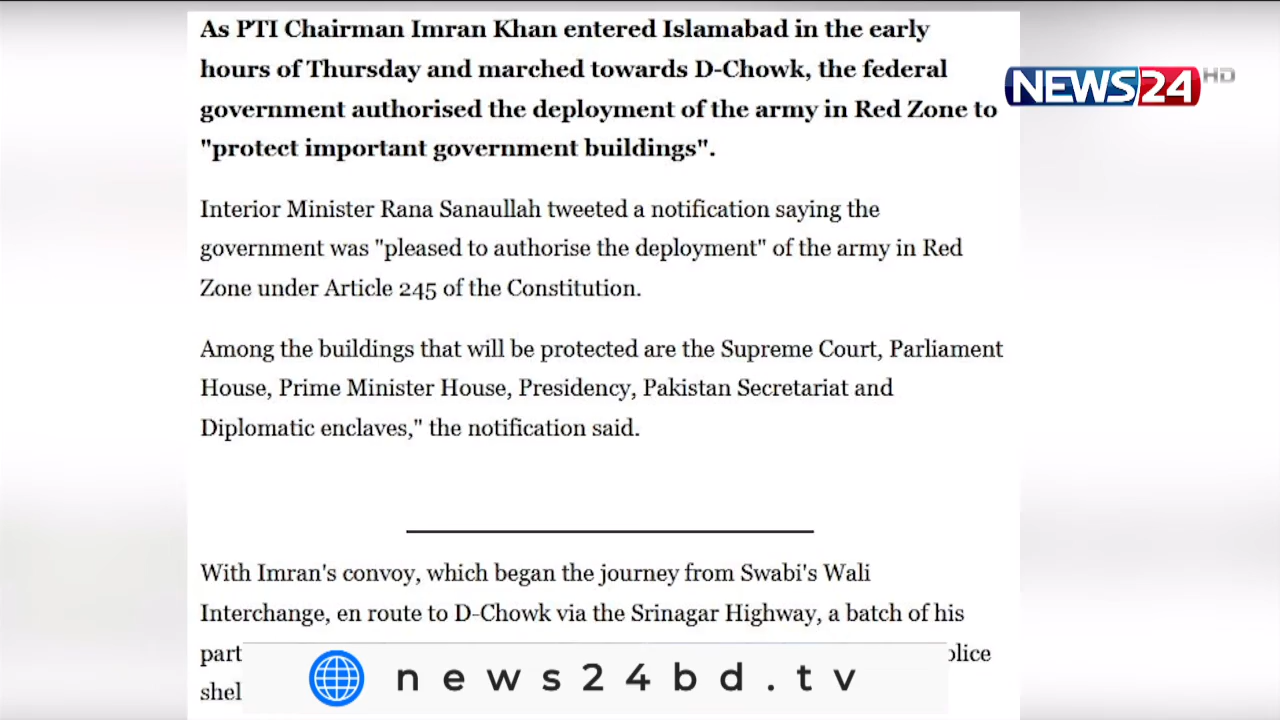 As PTI Chairman Imran Khan entered Islamabad in the early
hours of Thursday and marched towards D-Chowk, the federal
government authorised the deployment of the army in Red Zone to
"protect important government buildings".
NEWS24 HD
Interior Minister Rana Sanaullah tweeted a notification saying the
government was "pleased to authorise the deployment" of the army in Red
Zone under Article 245 of the Constitution.
Among the buildings that will be protected are the Supreme Court, Parliament
House, Prime Minister House, Presidency, Pakistan Secretariat and
Diplomatic enclaves," the notification said.
With Imran's convoy, which began the journey from Swabi's Wali
Interchange, en route to D-Chowk via the Srinagar Highway, a batch of his
news24bd.tv